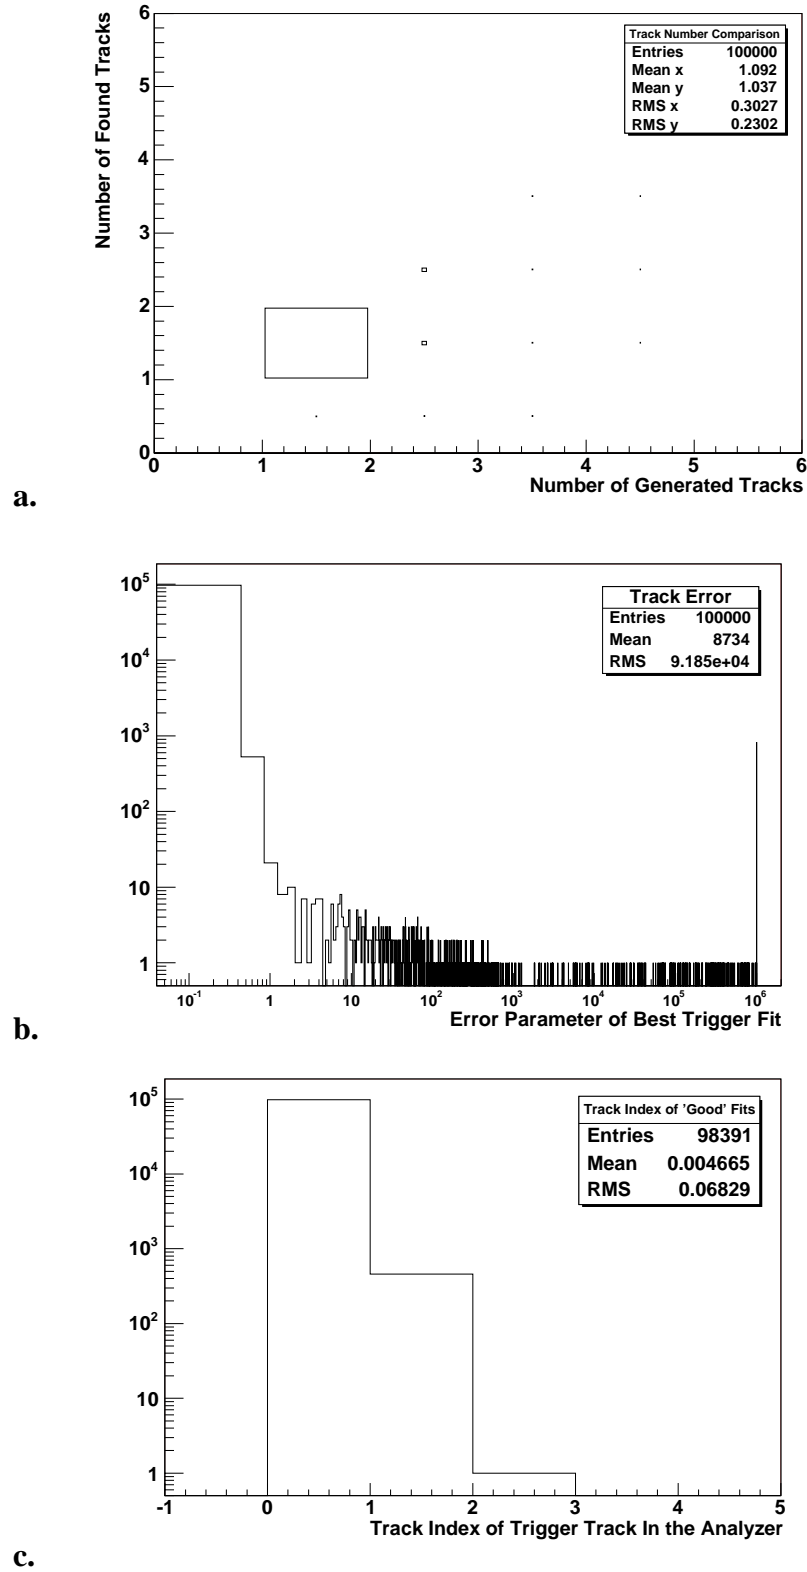 6
5
4
3
2
1
0
Number of Found Tracks
Track Number Comparison
Entries 100000
Mean x 1.092
Mean y 1.037
RMS x 0.3027
RMS y 0.2302
0 1 2 3 4 5 6
Number of Generated Tracks
a.
10^5
10^4
10^3
10^2
10
1
Track Error
Entries 100000
Mean 8734
RMS 9.185e+04
10^-1 1 10 10^2 10^3 10^4 10^5 10^6
Error Parameter of Best Trigger Fit
b.
10^5
10^4
10^3
10^2
10
1
Track Index of 'Good' Fits
Entries 98391
Mean 0.004665
RMS 0.06829
-1 0 1 2 3 4 5
Track Index of Trigger Track In the Analyzer
c.